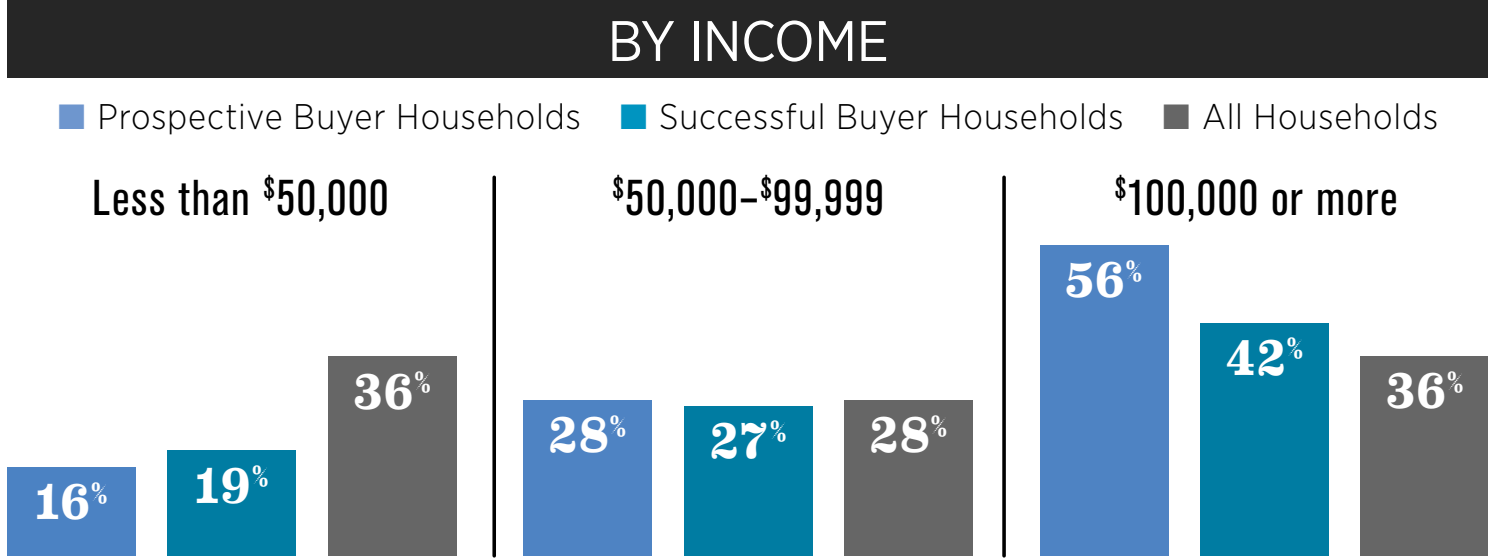 BY INCOME
Prospective Buyer Households Successful Buyer Households All Households
Less than $50,000
16%
19%
36%
$50,000–$99,999
28%
27%
28%
$100,000 or more
56%
42%
36%